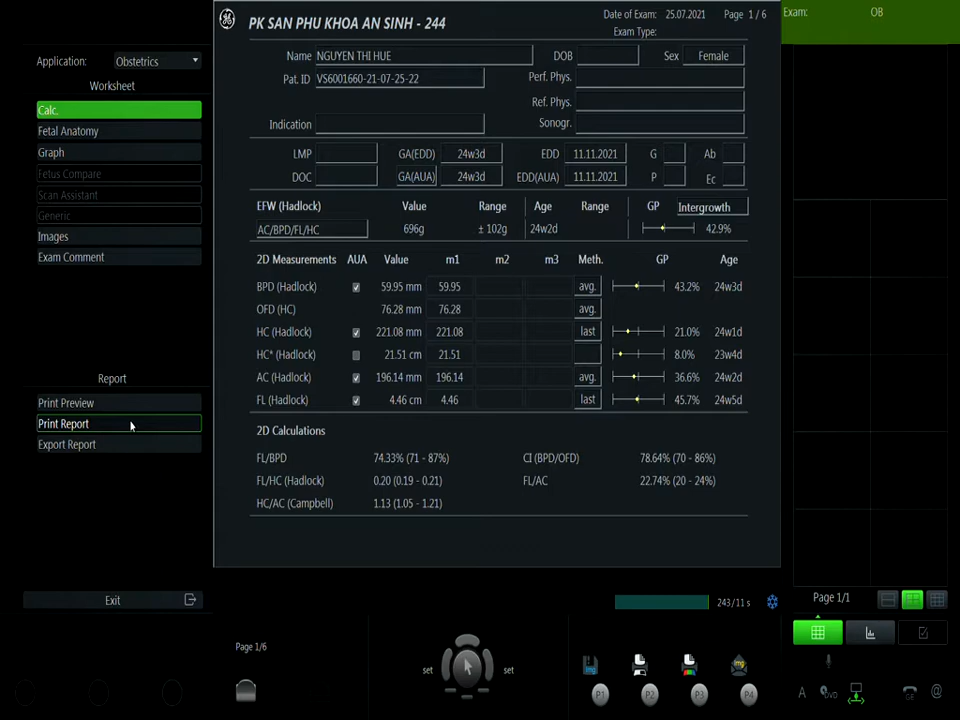 PK SAN PHU KHOA AN SINH - 244
Date of Exam: 25.07.2021 Page 1 / 6
Exam Type:
Exam: OB
Application: Obstetrics
Worksheet
Calc.
Fetal Anatomy
Graph
Fetus Compare
Scan Assistant
Generic
Images
Exam Comment
Report
Print Preview
Print Report
Export Report
Exit
Name NGUYEN THI HUE DOB Sex Female
Pat. ID VS6001660-21-07-25-22 Perf. Phys.
Ref. Phys.
Indication Sonogr.
LMP GA(EDD) 24w3d EDD 11.11.2021 G Ab
DOC GA(AUA) 24w3d EDD(AUA) 11.11.2021 P Ec
EFW (Hadlock) Value Range Age Range GP Intergrowth
AC/BPD/FL/HC 696g ± 102g 24w2d 42.9%
2D Measurements AUA Value m1 m2 m3 Meth. GP Age
BPD (Hadlock) 59.95 mm 59.95 avg. 43.2% 24w3d
OFD (HC) 76.28 mm 76.28 avg.
HC (Hadlock) 221.08 mm 221.08 last 21.0% 24w1d
HC* (Hadlock) 21.51 cm 21.51 8.0% 23w4d
AC (Hadlock) 196.14 mm 196.14 avg. 36.6% 24w2d
FL (Hadlock) 4.46 cm 4.46 last 45.7% 24w5d
2D Calculations
FL/BPD 74.33% (71 - 87%) CI (BPD/OFD) 78.64% (70 - 86%)
FL/HC (Hadlock) 0.20 (0.19 - 0.21) FL/AC 22.74% (20 - 24%)
HC/AC (Campbell) 1.13 (1.05 - 1.21)
243/11 s
Page 1/1
Page 1/6
set set
img
P1 P2 P3 P4
A DVD @